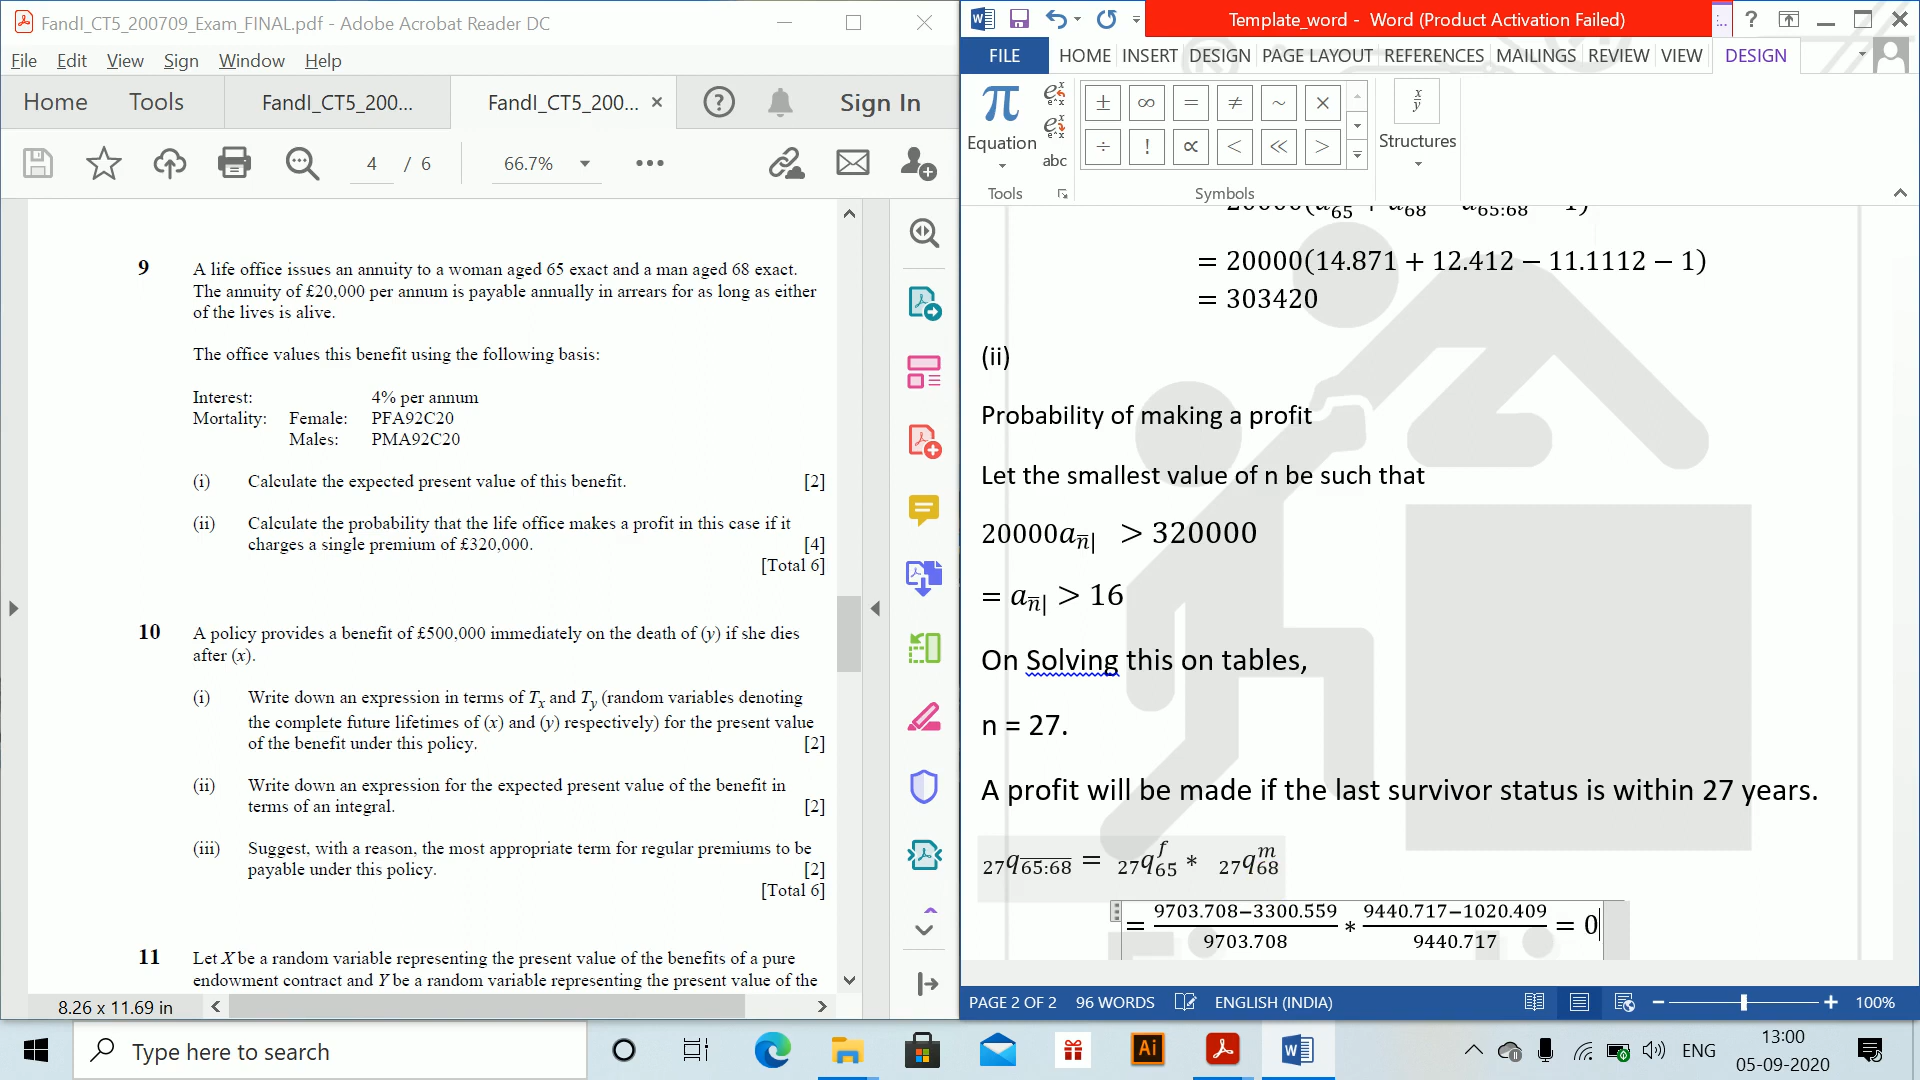 FandI_CT5_200709_Exam_FINAL.pdf - Adobe Acrobat Reader DC
File Edit View Sign Window Help
Home Tools FandI_CT5_200... FandI_CT5_200... × Sign In
4 / 6 66.7%
9 A life office issues an annuity to a woman aged 65 exact and a man aged 68 exact.
The annuity of £20,000 per annum is payable annually in arrears for as long as either
of the lives is alive.
The office values this benefit using the following basis:
Interest: 4% per annum
Mortality: Female: PFA92C20
Males: PMA92C20
(i) Calculate the expected present value of this benefit. [2]
(ii) Calculate the probability that the life office makes a profit in this case if it
charges a single premium of £320,000. [4]
[Total 6]
10 A policy provides a benefit of £500,000 immediately on the death of (y) if she dies
after (x).
(i) Write down an expression in terms of Tx and Ty (random variables denoting
the complete future lifetimes of (x) and (y) respectively) for the present value
of the benefit under this policy. [2]
(ii) Write down an expression for the expected present value of the benefit in
terms of an integral. [2]
(iii) Suggest, with a reason, the most appropriate term for regular premiums to be
payable under this policy. [2]
[Total 6]
11 Let X be a random variable representing the present value of the benefits of a pure
endowment contract and Y be a random variable representing the present value of the
8.26 x 11.69 in
Template_word - Word (Product Activation Failed)
FILE HOME INSERT DESIGN PAGE LAYOUT REFERENCES MAILINGS REVIEW VIEW DESIGN
π e^x e^x abc ± ∞ = ≠ ~ × ÷ ! ∝ < ≪ > x/y
Equation Structures
Tools Symbols
= 20000(14.871 + 12.412 − 11.1112 − 1)
= 303420
(ii)
Probability of making a profit
Let the smallest value of n be such that
20000a n̅| > 320000
= a n̅| > 16
On Solving this on tables,
n = 27.
A profit will be made if the last survivor status is within 27 years.
₂₇q 65:68 = ₂₇q^f_65 * ₂₇q^m_68
= (9703.708−3300.559)/9703.708 * (9440.717−1020.409)/9440.717 = 0
PAGE 2 OF 2 96 WORDS ENGLISH (INDIA) 100%
Type here to search
Ai
ENG
13:00
05-09-2020